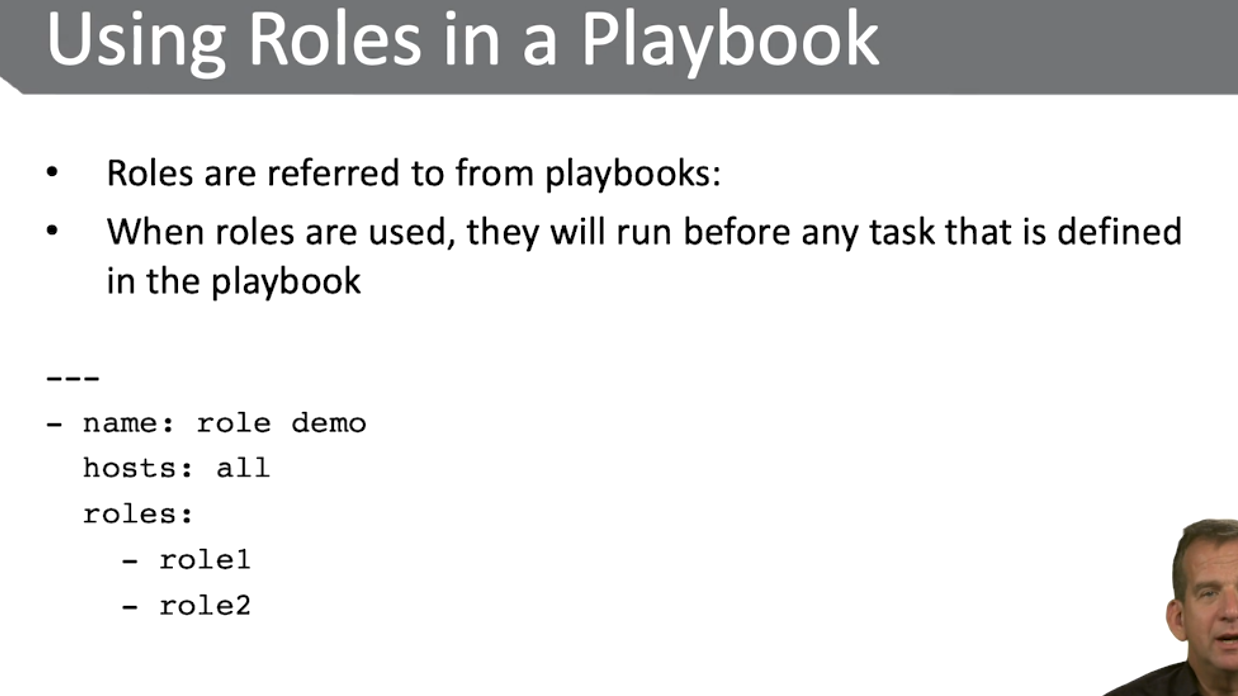 Using Roles in a Playbook
• Roles are referred to from playbooks:
• When roles are used, they will run before any task that is defined
in the playbook
---
- name: role demo
  hosts: all
  roles:
    - role1
    - role2